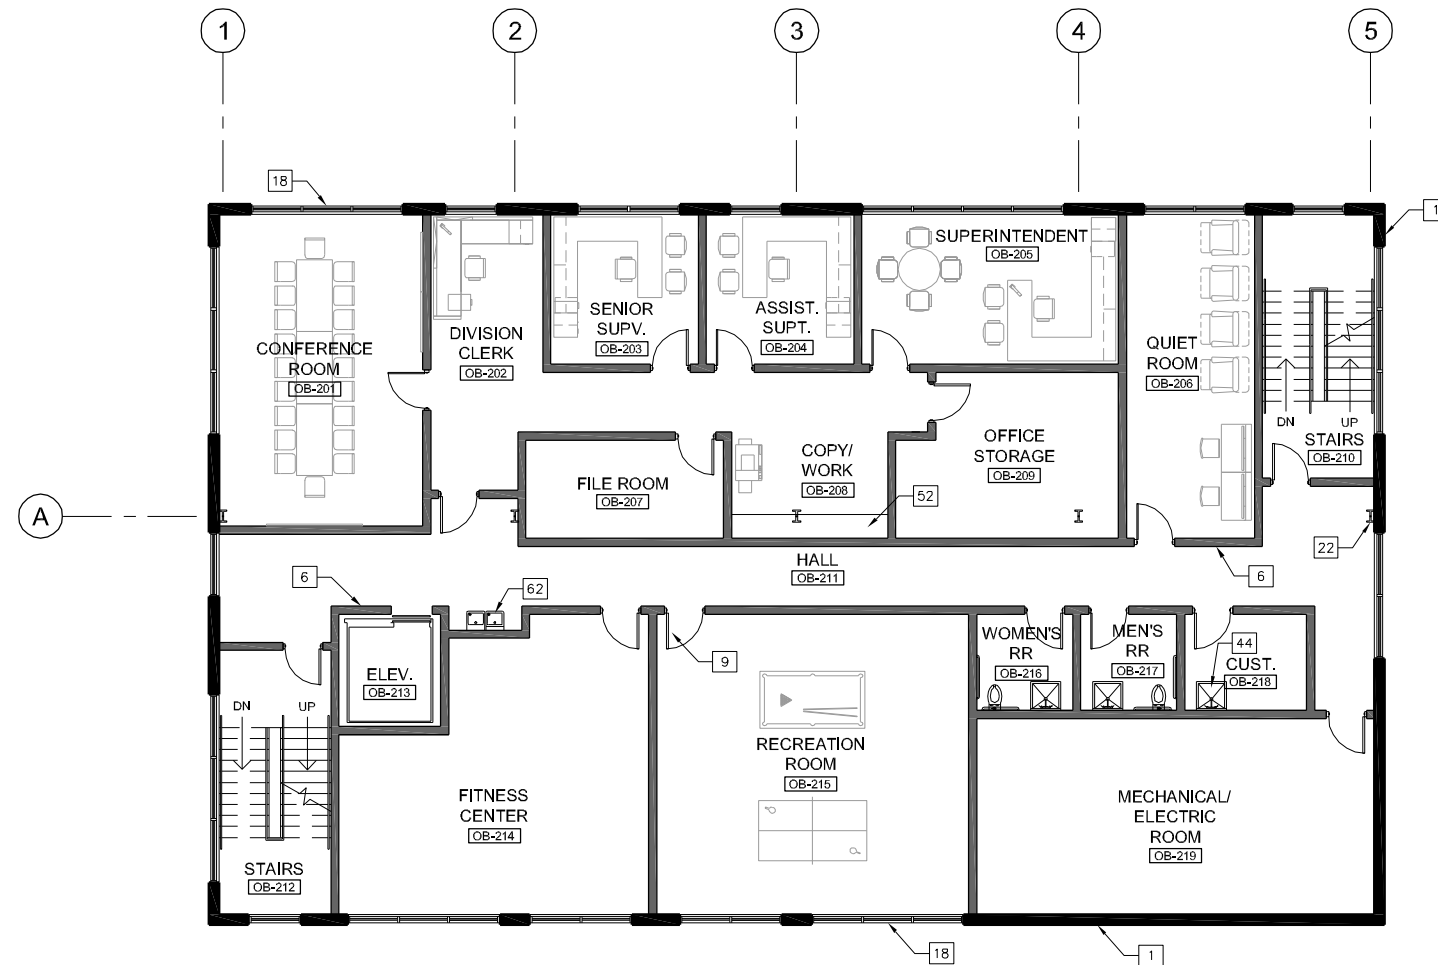 1
2
3
4
5
18
1
SUPERINTENDENT
OB-205
SENIOR
SUPV.
OB-203
ASSIST.
SUPT.
OB-204
DIVISION
CLERK
OB-202
CONFERENCE
ROOM
OB-201
QUIET
ROOM
OB-206
DN
UP
STAIRS
OB-210
OFFICE
STORAGE
OB-209
COPY/
WORK
OB-208
FILE ROOM
OB-207
52
A
22
HALL
OB-211
6
6
62
9
WOMEN'S
RR
OB-216
MEN'S
RR
OB-217
44
CUST.
OB-218
ELEV.
OB-213
DN
UP
RECREATION
ROOM
OB-215
FITNESS
CENTER
OB-214
MECHANICAL/
ELECTRIC
ROOM
OB-219
STAIRS
OB-212
18
1